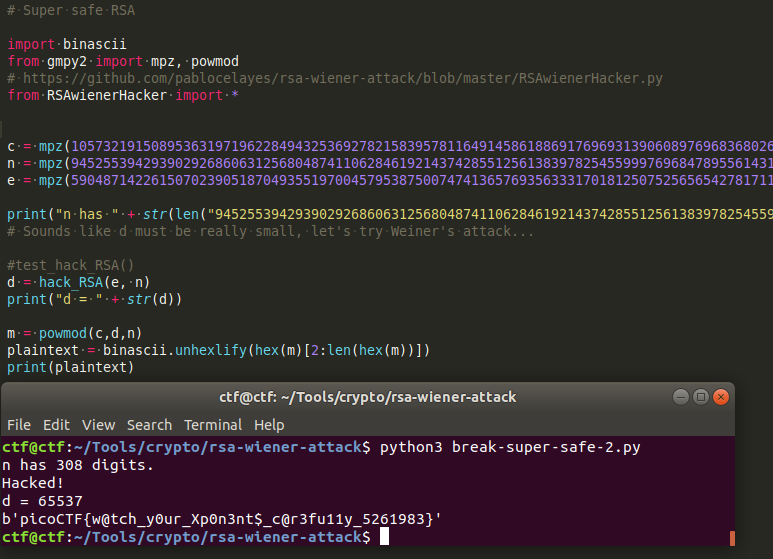 # Super safe RSA
import binascii
from gmpy2 import mpz, powmod
# https://github.com/pablocelayes/rsa-wiener-attack/blob/master/RSAwienerHacker.py
from RSAwienerHacker import *
c = mpz(1057321915089536319719622849432536927821583957811649145861886917696931390608976968368026
n = mpz(9452553942939029268606312568048741106284619214374285512561383978254559997696847895561431
e = mpz(5904871422615070239051870493551970045795387500747413657693563331701812507525656542781711
print("n has " + str(len("945255394293902926860631256804874110628461921437428551256138397825455 9
# Sounds like d must be really small, let's try Weiner's attack...
#test_hack_RSA()
d = hack_RSA(e, n)
print("d = " + str(d))
m = powmod(c,d,n)
plaintext = binascii.unhexlify(hex(m)[2:len(hex(m))])
print(plaintext)
ctf@ctf: ~/Tools/crypto/rsa-wiener-attack
File Edit View Search Terminal Help
ctf@ctf:~/Tools/crypto/rsa-wiener-attack$ python3 break-super-safe-2.py
n has 308 digits.
Hacked!
d = 65537
b'picoCTF{w@tch_y0ur_Xp0n3nt$_c@r3fu11y_5261983}'
ctf@ctf:~/Tools/crypto/rsa-wiener-attack$